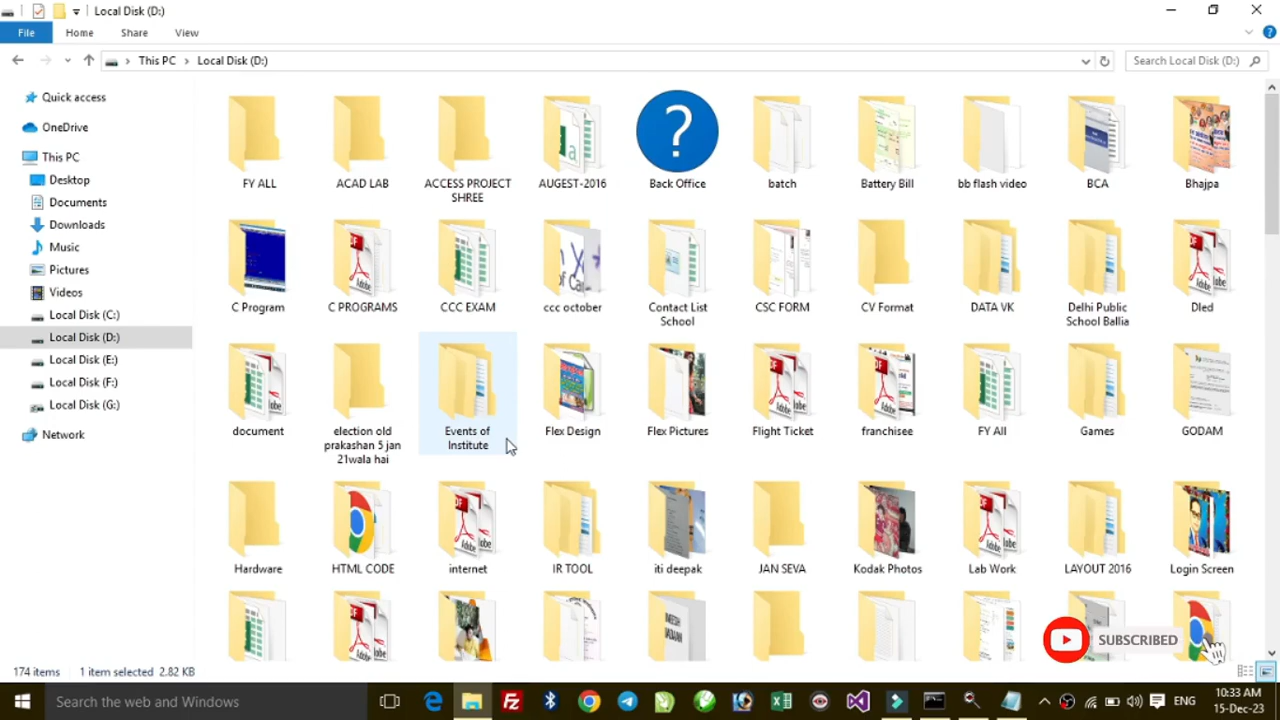 Local Disk (D:)
File Home Share View
This PC Local Disk (D:) Search Local Disk (D:)
Quick access
OneDrive
This PC
Desktop
Documents
Downloads
Music
Pictures
Videos
Local Disk (C:)
Local Disk (D:)
Local Disk (E:)
Local Disk (F:)
Local Disk (G:)
Network
FY ALL
ACAD LAB
ACCESS PROJECT
SHREE
AUGEST-2016
Back Office
batch
Battery Bill
bb flash video
BCA
Bhajpa
C Program
C PROGRAMS
CCC EXAM
ccc october
Contact List
School
CSC FORM
CV Format
DATA VK
Delhi Public
School Ballia
Dled
document
election old
prakashan 5 jan
21wala hai
Events of
Institute
Flex Design
Flex Pictures
Flight Ticket
franchisee
FY All
Games
GODAM
Hardware
HTML CODE
internet
IR TOOL
iti deepak
JAN SEVA
Kodak Photos
Lab Work
LAYOUT 2016
Login Screen
SUBSCRIBED
174 items 1 item selected 2.82 KB
Search the web and Windows
ENG
10:33 AM
15-Dec-23